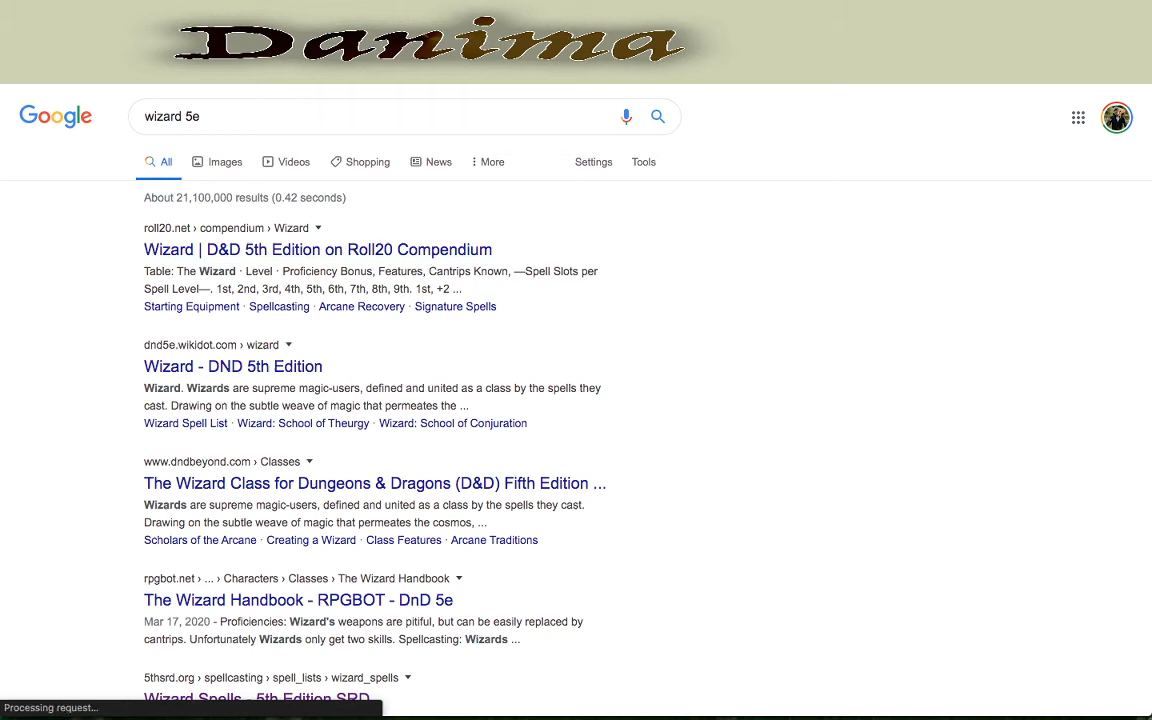 Danima
Google
wizard 5e
All Images Videos Shopping News More Settings Tools
About 21,100,000 results (0.42 seconds)
roll20.net › compendium › Wizard
Wizard | D&D 5th Edition on Roll20 Compendium
Table: The Wizard · Level · Proficiency Bonus, Features, Cantrips Known, —Spell Slots per
Spell Level—. 1st, 2nd, 3rd, 4th, 5th, 6th, 7th, 8th, 9th. 1st, +2 ...
Starting Equipment · Spellcasting · Arcane Recovery · Signature Spells
dnd5e.wikidot.com › wizard
Wizard - DND 5th Edition
Wizard. Wizards are supreme magic-users, defined and united as a class by the spells they
cast. Drawing on the subtle weave of magic that permeates the ...
Wizard Spell List · Wizard: School of Theurgy · Wizard: School of Conjuration
www.dndbeyond.com › Classes
The Wizard Class for Dungeons & Dragons (D&D) Fifth Edition ...
Wizards are supreme magic-users, defined and united as a class by the spells they cast.
Drawing on the subtle weave of magic that permeates the cosmos, ...
Scholars of the Arcane · Creating a Wizard · Class Features · Arcane Traditions
rpgbot.net › ... › Characters › Classes › The Wizard Handbook
The Wizard Handbook - RPGBOT - DnD 5e
Mar 17, 2020 - Proficiencies: Wizard's weapons are pitiful, but can be easily replaced by
cantrips. Unfortunately Wizards only get two skills. Spellcasting: Wizards ...
5thsrd.org › spellcasting › spell_lists › wizard_spells
Wizard Spells - 5th Edition SRD
Processing request...